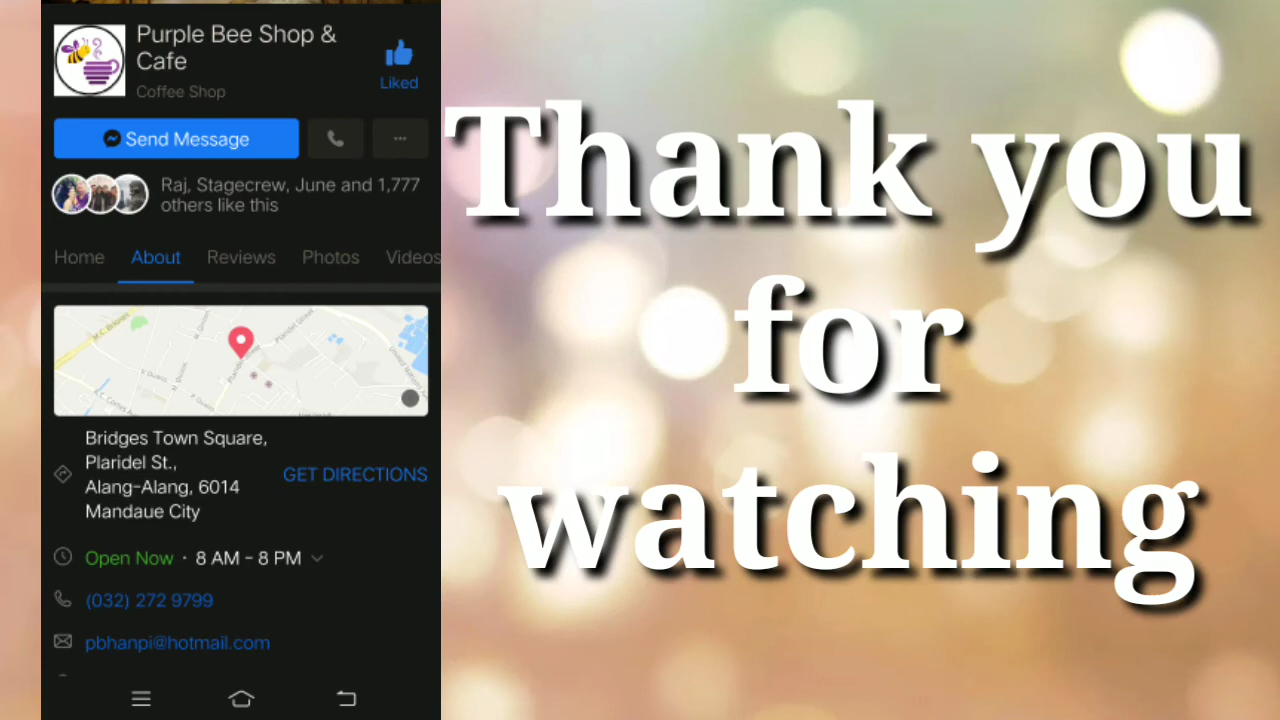 Purple Bee Shop &
Cafe
Coffee Shop
Liked
Send Message
Raj, Stagecrew, June and 1,777
others like this
Home About Reviews Photos Videos
Bridges Town Square,
Plaridel St.,
Alang-Alang, 6014
Mandaue City
GET DIRECTIONS
Open Now · 8 AM – 8 PM
(032) 272 9799
pbhanpi@hotmail.com
Thank you
for
watching